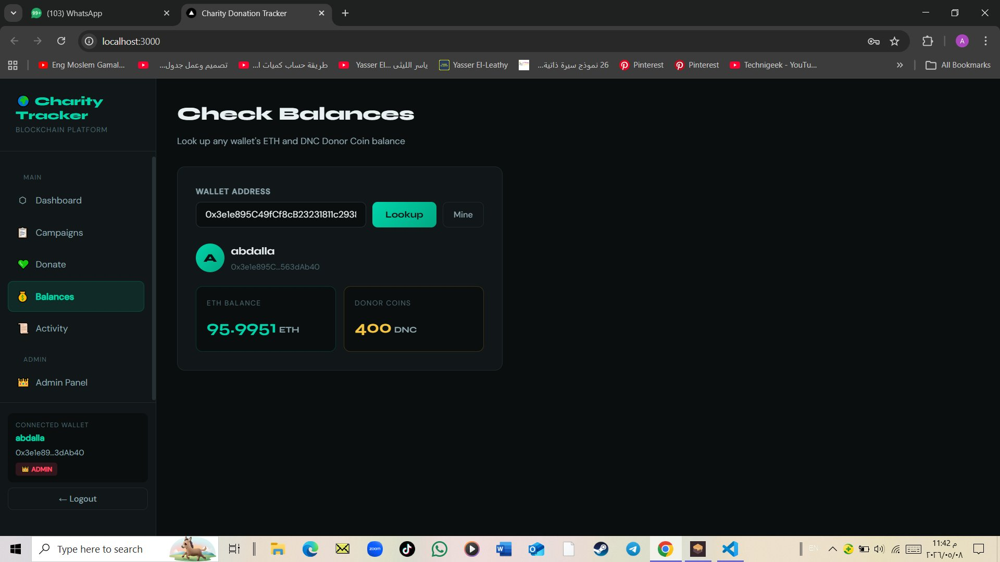 (103) WhatsApp
Charity Donation Tracker
localhost:3000
A
Eng Moslem Gamal...
تصميم وعمل جدول...
طريقة حساب كميات ا...
ياسر الليثى Yasser El...
Yasser El-Leathy
26 نموذج سيرة ذاتية...
Pinterest
Pinterest
Technigeek - YouTu...
All Bookmarks
Charity
Tracker
BLOCKCHAIN PLATFORM
MAIN
Dashboard
Campaigns
Donate
Balances
Activity
ADMIN
Admin Panel
CONNECTED WALLET
abdalla
0x3e1e89...3dAb40
ADMIN
← Logout
Check Balances
Look up any wallet's ETH and DNC Donor Coin balance
WALLET ADDRESS
0x3e1e895C49fCf8cB23231811c2938
Lookup
Mine
A
abdalla
0x3e1e895C...563dAb40
ETH BALANCE
95.9951 ETH
DONOR COINS
400 DNC
Type here to search
zoom
EN
11:42 م
٢٠٢٦/٠٥/٠٨